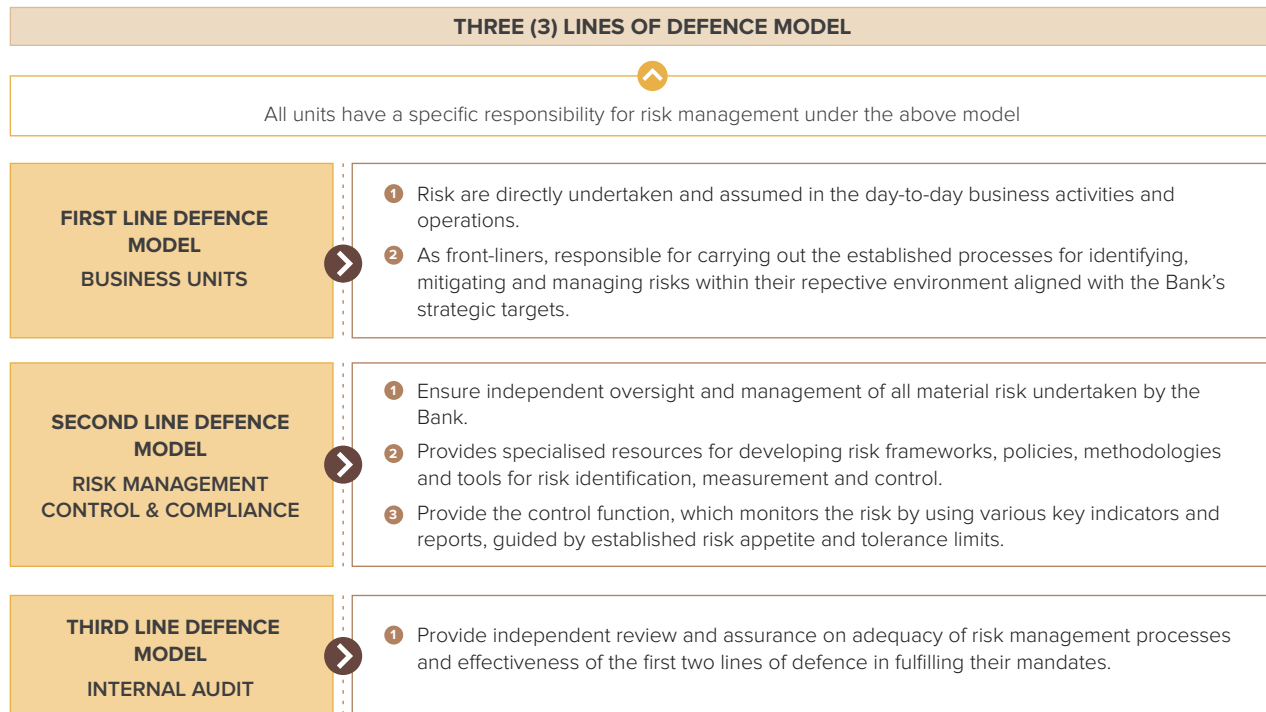 THREE (3) LINES OF DEFENCE MODEL
All units have a specific responsibility for risk management under the above model
FIRST LINE DEFENCE
MODEL
BUSINESS UNITS
1 Risk are directly undertaken and assumed in the day-to-day business activities and
operations.
2 As front-liners, responsible for carrying out the established processes for identifying,
mitigating and managing risks within their repective environment aligned with the Bank’s
strategic targets.
SECOND LINE DEFENCE
MODEL
RISK MANAGEMENT
CONTROL & COMPLIANCE
1 Ensure independent oversight and management of all material risk undertaken by the
Bank.
2 Provides specialised resources for developing risk frameworks, policies, methodologies
and tools for risk identification, measurement and control.
3 Provide the control function, which monitors the risk by using various key indicators and
reports, guided by established risk appetite and tolerance limits.
THIRD LINE DEFENCE
MODEL
INTERNAL AUDIT
1 Provide independent review and assurance on adequacy of risk management processes
and effectiveness of the first two lines of defence in fulfilling their mandates.